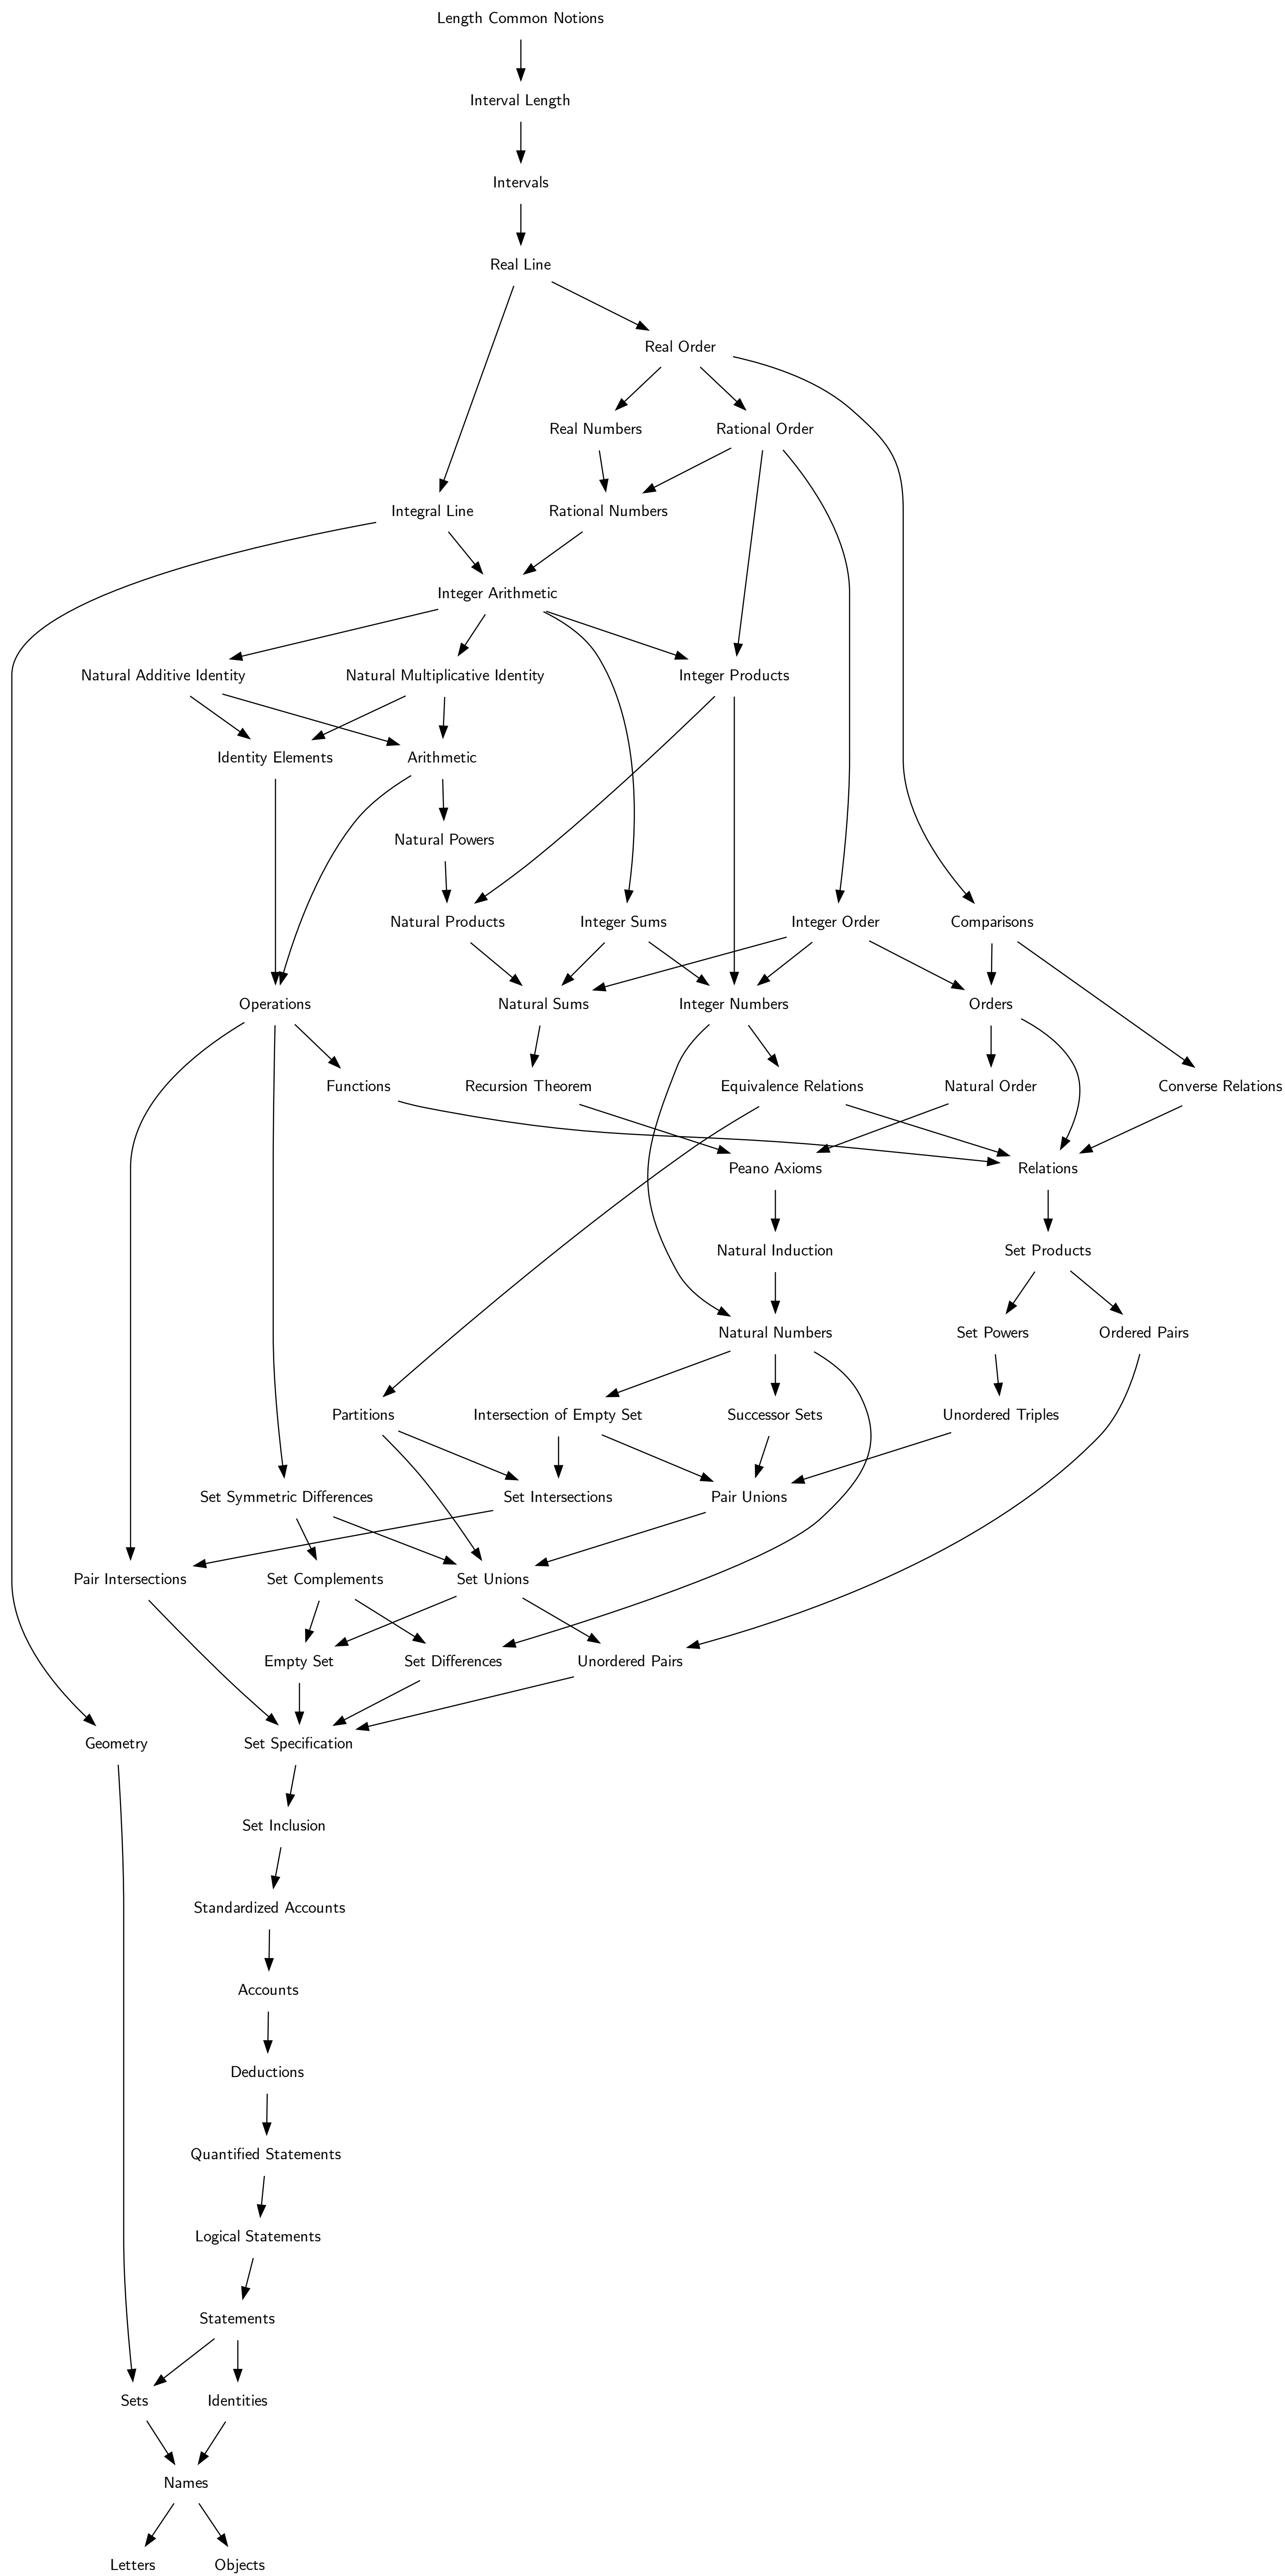 Length Common Notions
Interval Length
Intervals
Real Line
Real Order
Real Numbers
Rational Order
Integral Line
Rational Numbers
Integer Arithmetic
Natural Additive Identity
Natural Multiplicative Identity
Integer Products
Identity Elements
Arithmetic
Natural Powers
Natural Products
Integer Sums
Integer Order
Comparisons
Operations
Natural Sums
Integer Numbers
Orders
Functions
Recursion Theorem
Equivalence Relations
Natural Order
Converse Relations
Peano Axioms
Relations
Natural Induction
Set Products
Natural Numbers
Set Powers
Ordered Pairs
Partitions
Intersection of Empty Set
Successor Sets
Unordered Triples
Set Symmetric Differences
Set Intersections
Pair Unions
Pair Intersections
Set Complements
Set Unions
Empty Set
Set Differences
Unordered Pairs
Geometry
Set Specification
Set Inclusion
Standardized Accounts
Accounts
Deductions
Quantified Statements
Logical Statements
Statements
Sets
Identities
Names
Letters
Objects